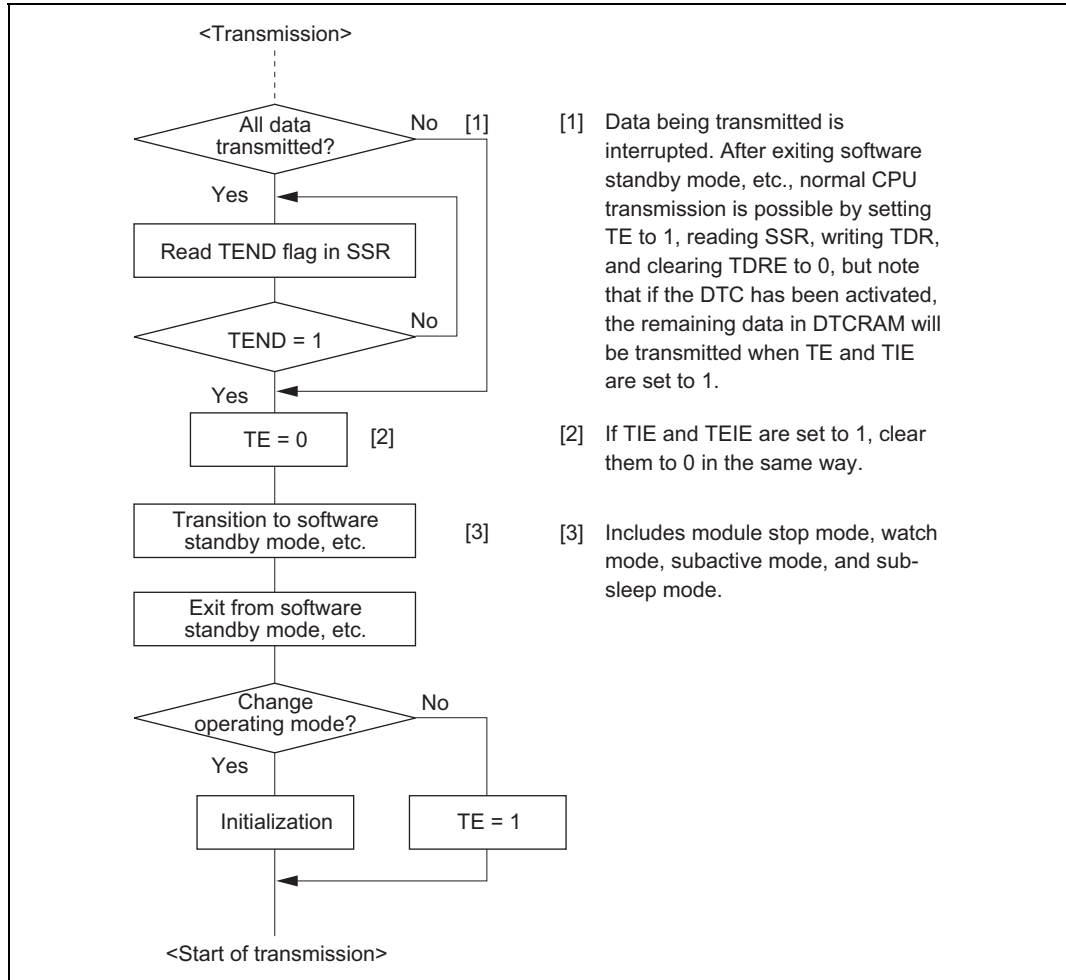 <Transmission>
All data
transmitted?
No
[1]
Yes
Read TEND flag in SSR
TEND = 1
No
Yes
TE = 0
[2]
Transition to software
standby mode, etc.
[3]
Exit from software
standby mode, etc.
Change
operating mode?
No
Yes
Initialization
TE = 1
<Start of transmission>
[1] Data being transmitted is
interrupted. After exiting software
standby mode, etc., normal CPU
transmission is possible by setting
TE to 1, reading SSR, writing TDR,
and clearing TDRE to 0, but note
that if the DTC has been activated,
the remaining data in DTCRAM will
be transmitted when TE and TIE
are set to 1.
[2] If TIE and TEIE are set to 1, clear
them to 0 in the same way.
[3] Includes module stop mode, watch
mode, subactive mode, and sub-
sleep mode.